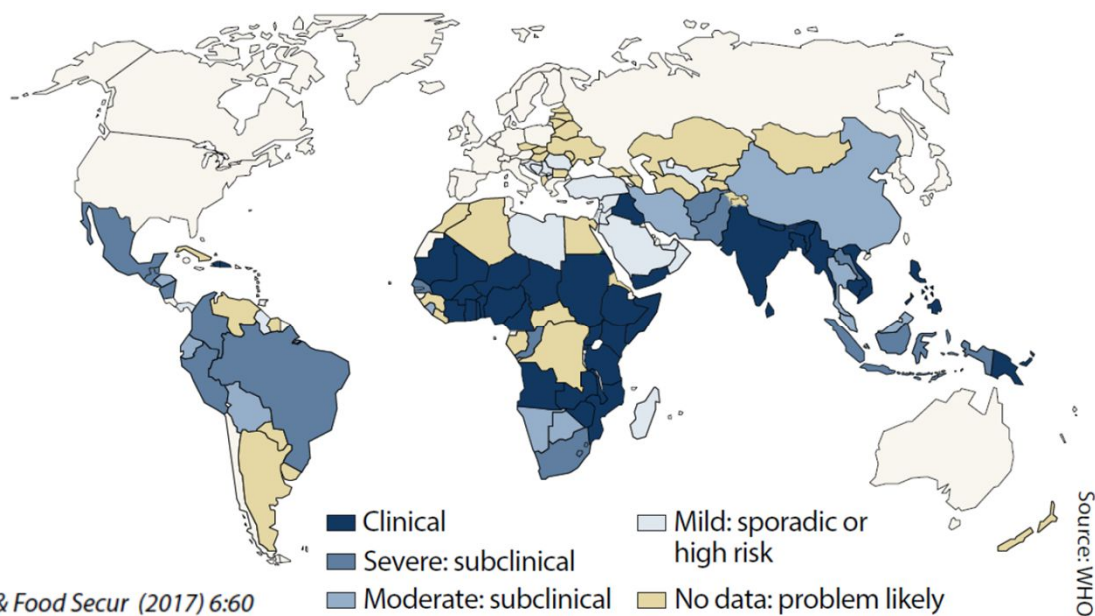 Clinical
Severe: subclinical
Moderate: subclinical
Mild: sporadic or
high risk
No data: problem likely
& Food Secur (2017) 6:60
Source: WHO